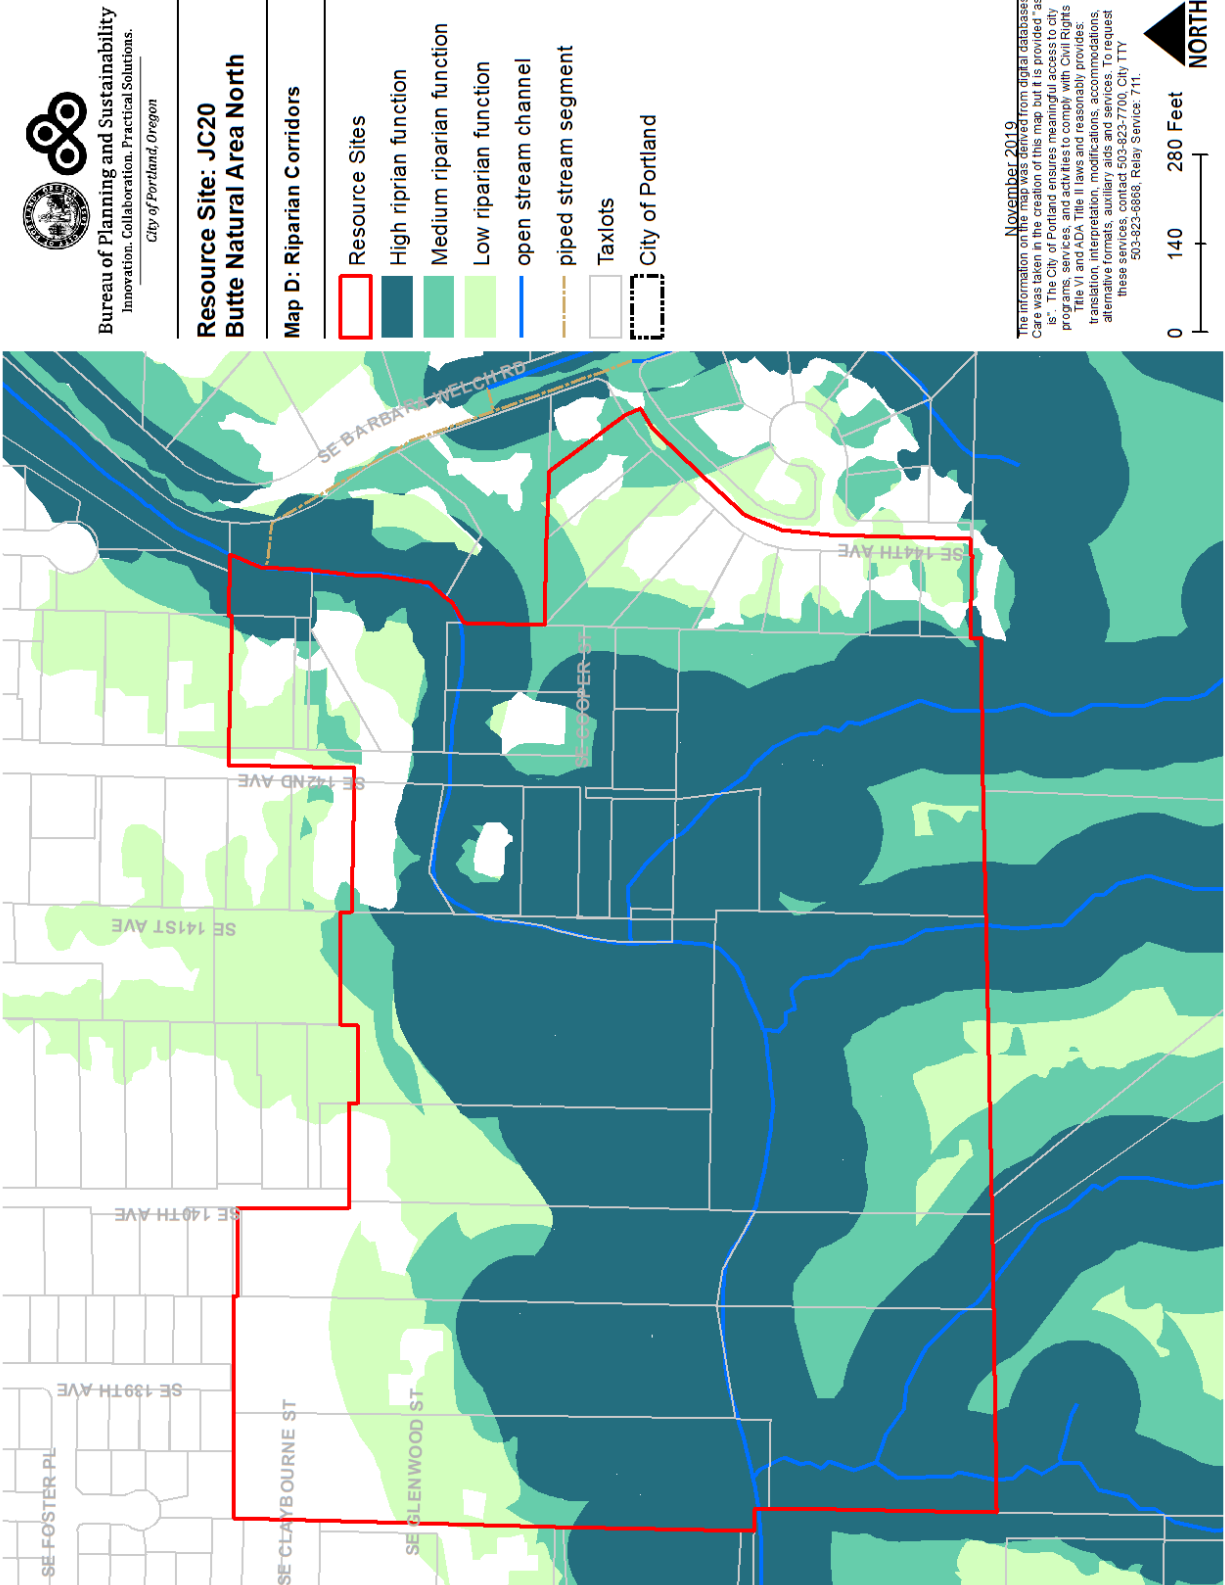 Bureau of Planning and Sustainability
Innovation. Collaboration. Practical Solutions.
City of Portland, Oregon
Resource Site: JC20
Butte Natural Area North
Map D: Riparian Corridors
Resource Sites
High riprian function
Medium riparian function
Low riparian function
open stream channel
piped stream segment
Taxlots
City of Portland
November 2019
The information on the map was derived from digital databases
Care was taken in the creation of this map but it is provided "as
is". The City of Portland ensures meaningful access to city
programs, services, and activities to comply with Civil Rights
Title VI and ADA Title II laws and reasonably provides:
translation, interpretation, modifications, accommodations,
alternative formats, auxiliary aids and services. To request
these services, contact 503-823-7700, City TTY
503-823-6868, Relay Service: 711.
0 140 280 Feet
NORTH
SE BARBARA WELCH RD
SE 144TH AVE
SE COOPER ST
SE 142ND AVE
SE 141ST AVE
SE 140TH AVE
SE 139TH AVE
SE FOSTER PL
SE CLAYBOURNE ST
SE GLENWOOD ST